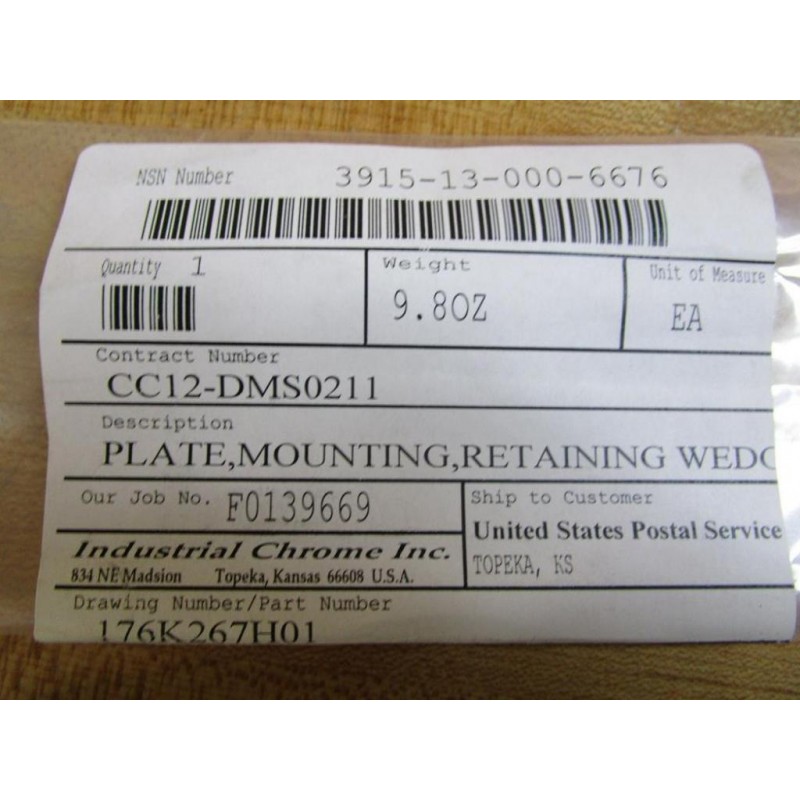 NSN Number 3915-13-000-6676
Quantity 1
Weight
Unit of Measure
9.8OZ
EA
Contract Number
CC12-DMS0211
Description
PLATE,MOUNTING,RETAINING WEDG
Our Job No. F0139669
Ship to Customer
United States Postal Service
TOPEKA, KS
Industrial Chrome Inc.
834 NE Madsion Topeka, Kansas 66608 U.S.A.
Drawing Number/Part Number
176K267H01